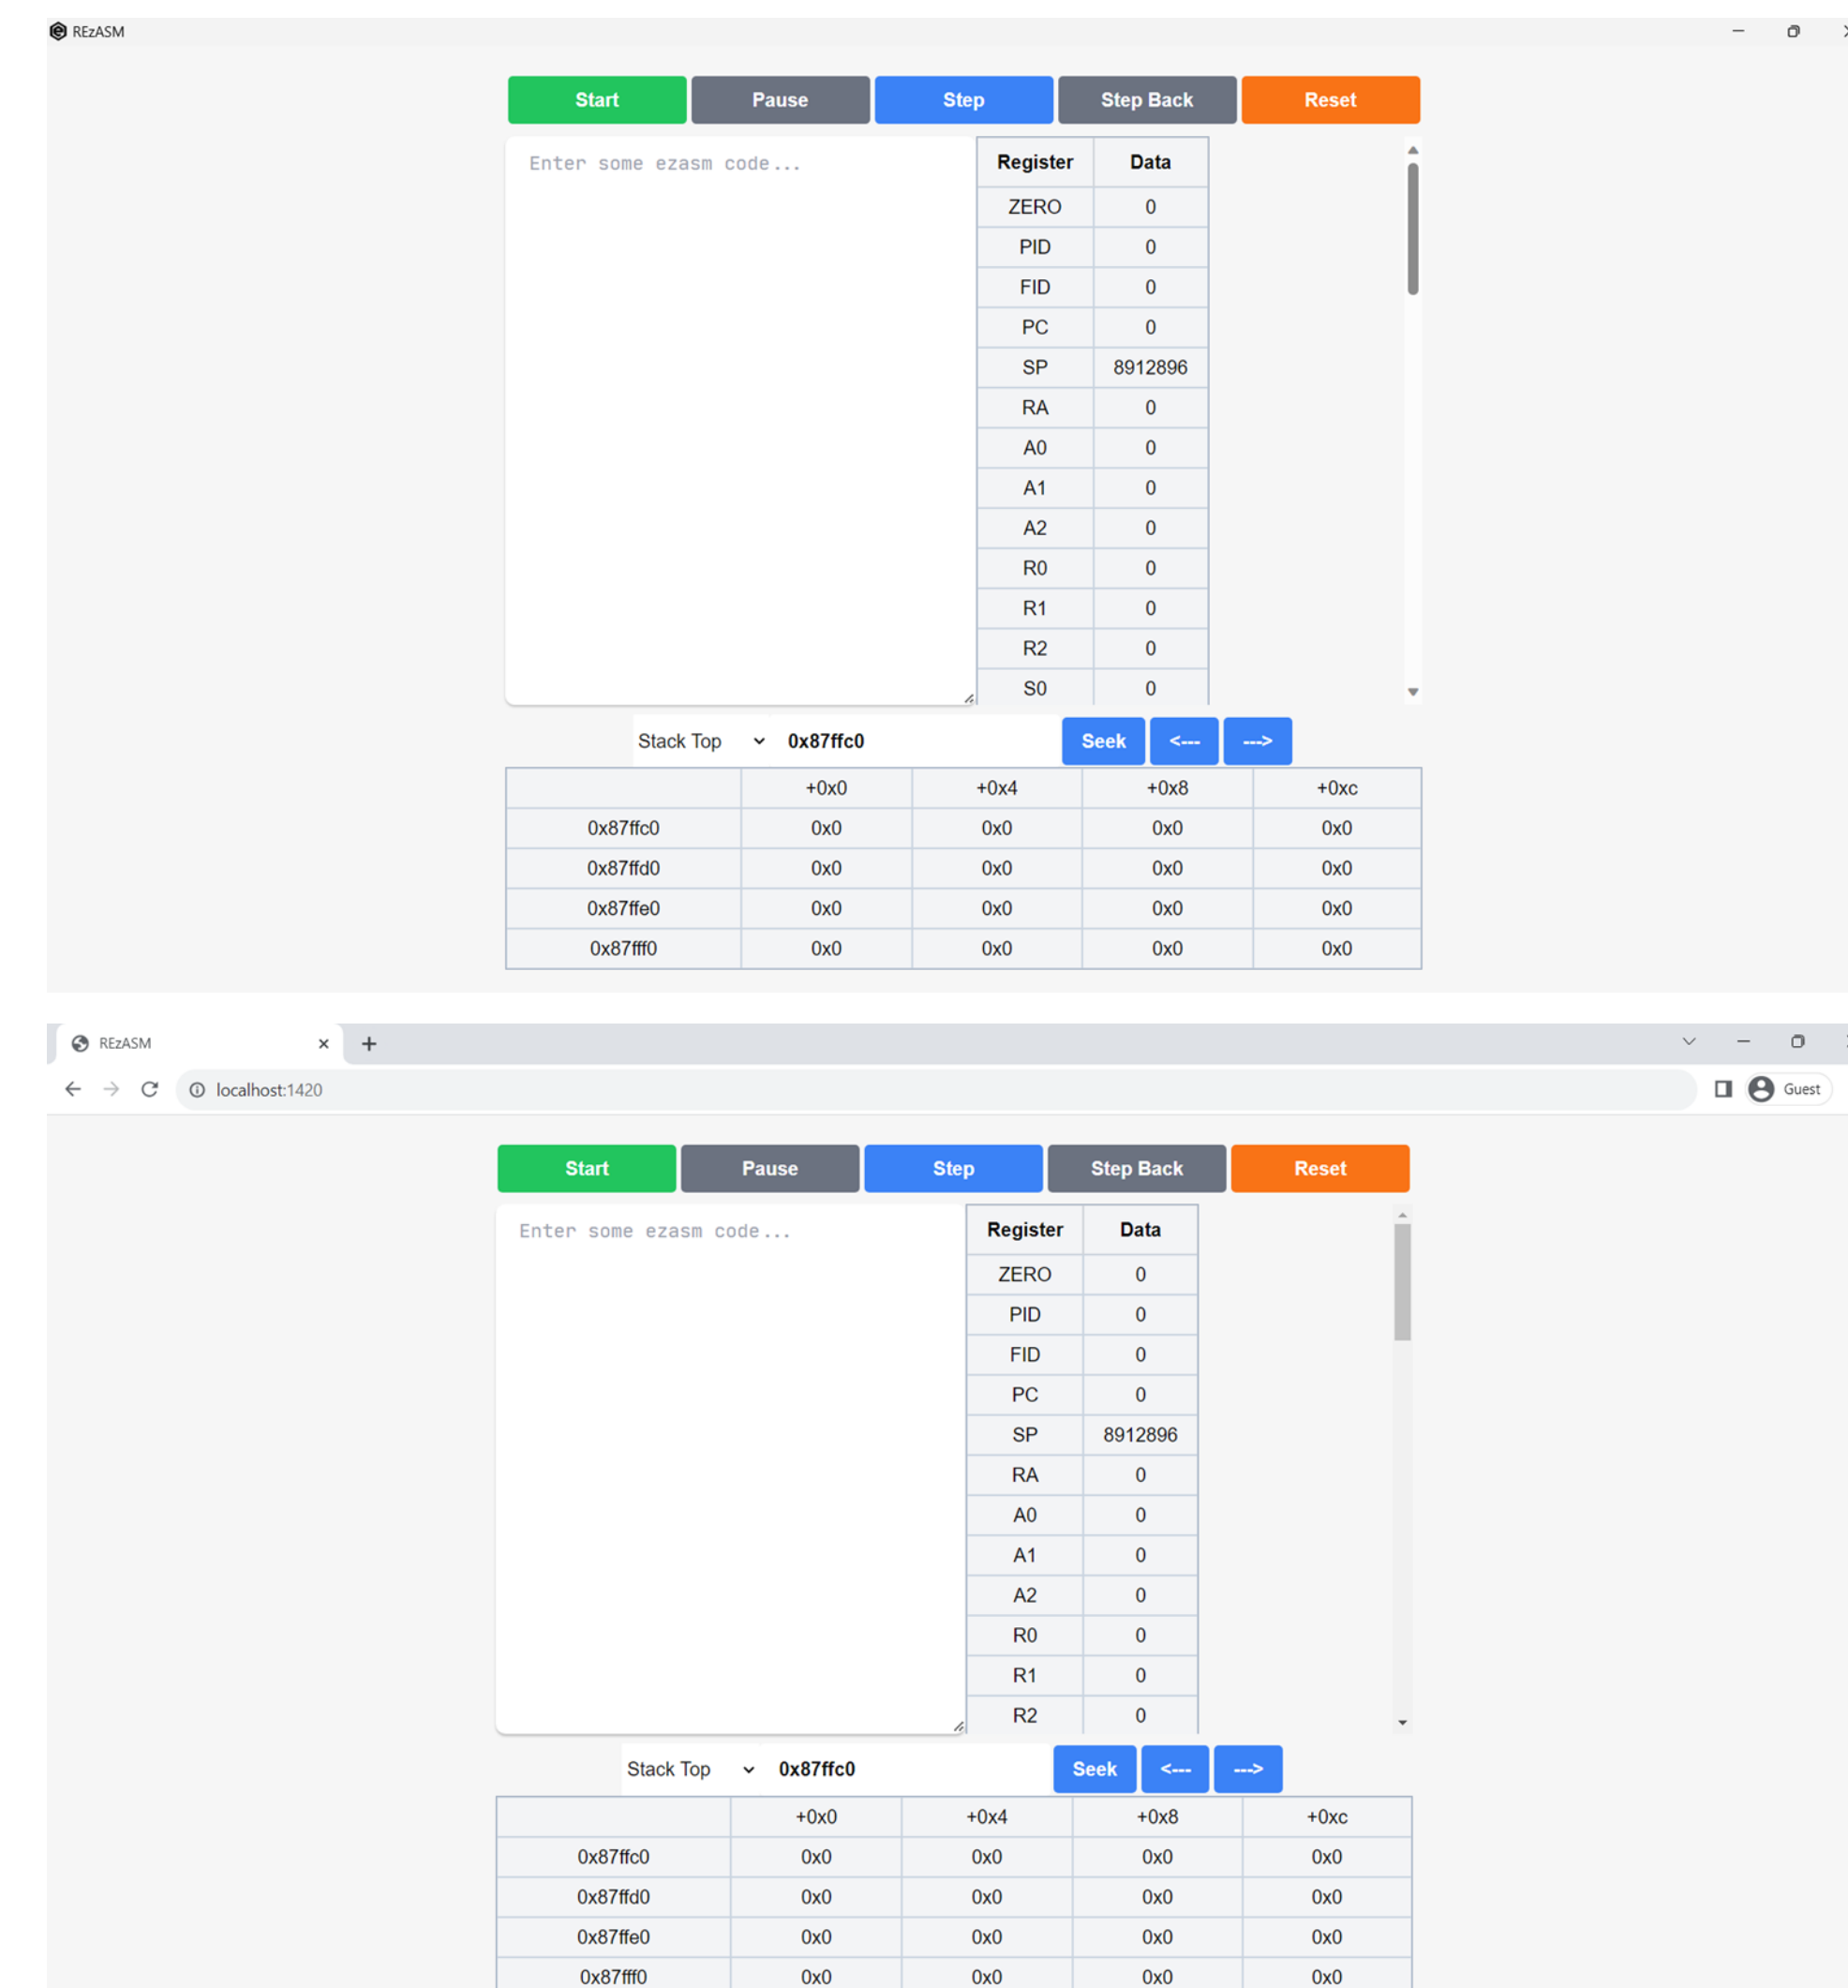 REzASM
Start Pause Step Step Back Reset
Enter some ezasm code...
Register Data
ZERO 0
PID 0
FID 0
PC 0
SP 8912896
RA 0
A0 0
A1 0
A2 0
R0 0
R1 0
R2 0
S0 0
Stack Top 0x87ffc0 Seek <--- --->
+0x0 +0x4 +0x8 +0xc
0x87ffc0 0x0 0x0 0x0 0x0
0x87ffd0 0x0 0x0 0x0 0x0
0x87ffe0 0x0 0x0 0x0 0x0
0x87fff0 0x0 0x0 0x0 0x0
REzASM
localhost:1420 Guest
Start Pause Step Step Back Reset
Enter some ezasm code...
Register Data
ZERO 0
PID 0
FID 0
PC 0
SP 8912896
RA 0
A0 0
A1 0
A2 0
R0 0
R1 0
R2 0
Stack Top 0x87ffc0 Seek <--- --->
+0x0 +0x4 +0x8 +0xc
0x87ffc0 0x0 0x0 0x0 0x0
0x87ffd0 0x0 0x0 0x0 0x0
0x87ffe0 0x0 0x0 0x0 0x0
0x87fff0 0x0 0x0 0x0 0x0